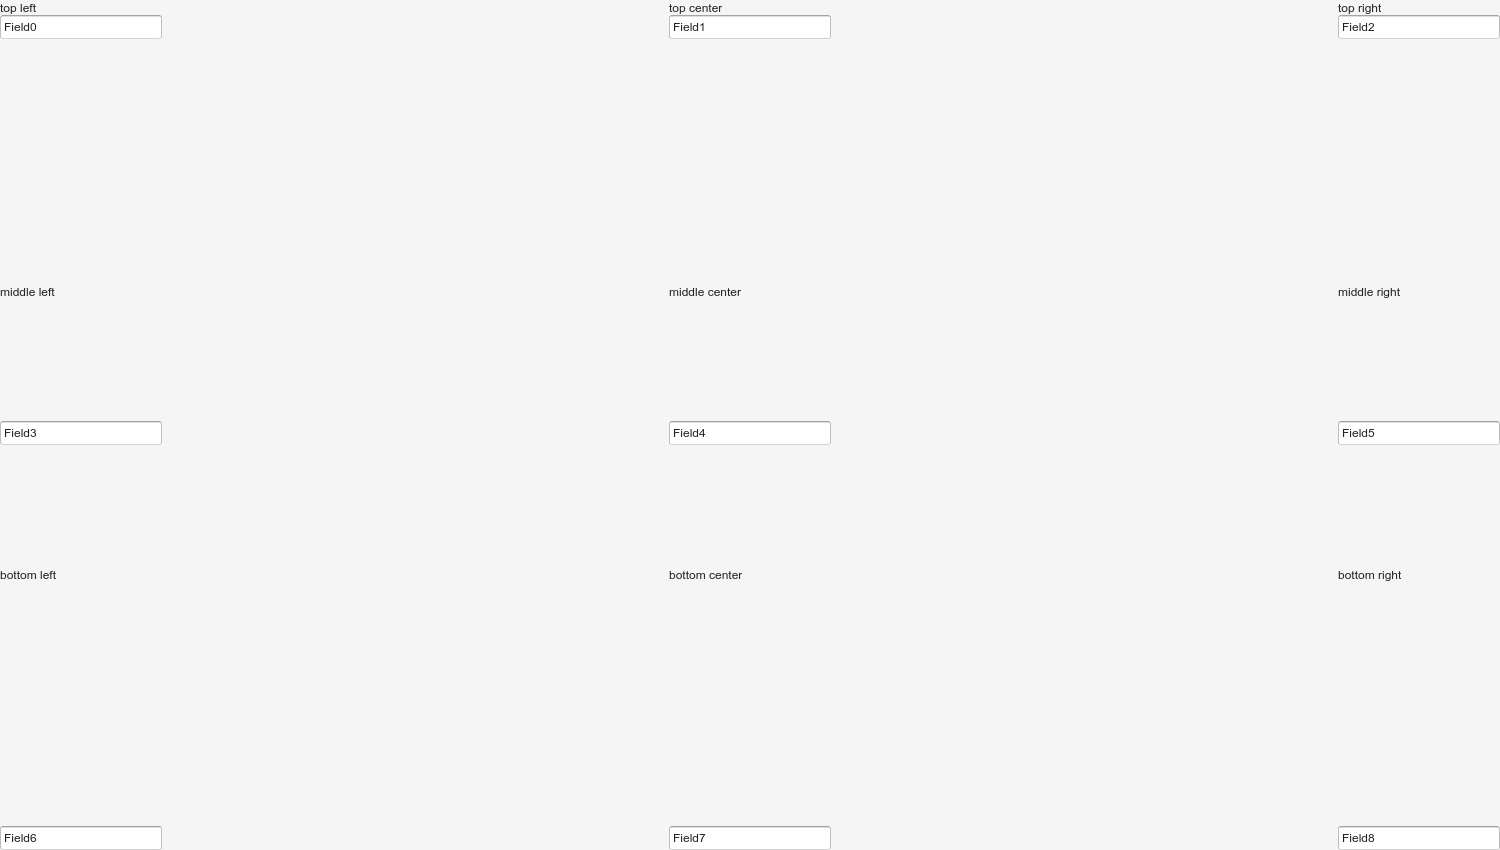 top left
top center
top right
Field0
Field1
Field2
middle left
middle center
middle right
Field3
Field4
Field5
bottom left
bottom center
bottom right
Field6
Field7
Field8